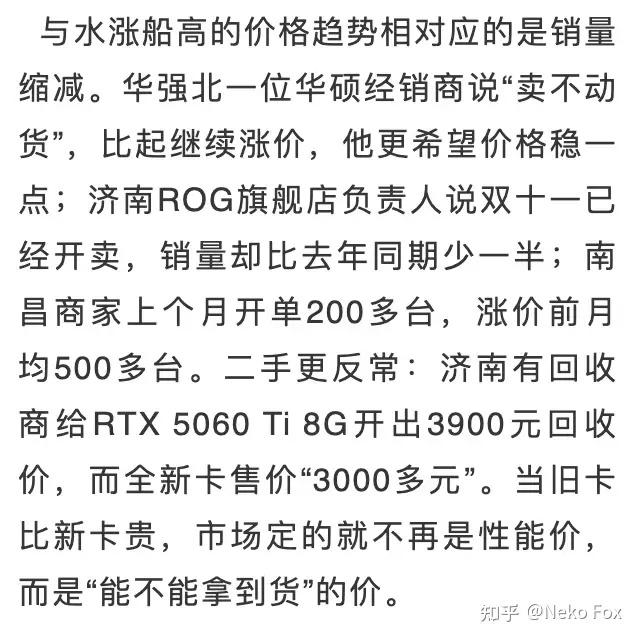 与水涨船高的价格趋势相对应的是销量
缩减。华强北一位华硕经销商说“卖不动
货”，比起继续涨价，他更希望价格稳一
点；济南ROG旗舰店负责人说双十一已
经开卖，销量却比去年同期少一半；南
昌商家上个月开单200多台，涨价前月
均500多台。二手更反常：济南有回收
商给RTX 5060 Ti 8G开出3900元回收
价，而全新卡售价“3000多元”。当旧卡
比新卡贵，市场定的就不再是性能价，
而是“能不能拿到货”的价。
知乎 @Neko Fox